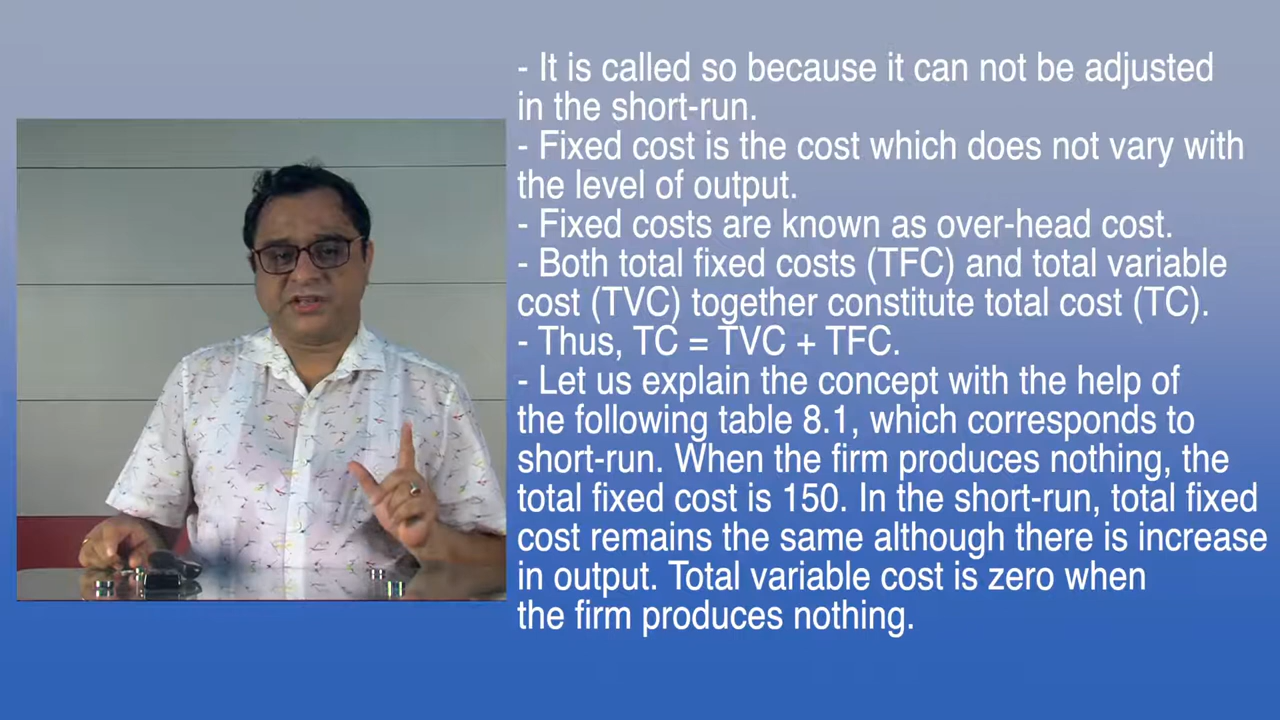 - It is called so because it can not be adjusted
in the short-run.
- Fixed cost is the cost which does not vary with
the level of output.
- Fixed costs are known as over-head cost.
- Both total fixed costs (TFC) and total variable
cost (TVC) together constitute total cost (TC).
- Thus, TC = TVC + TFC.
- Let us explain the concept with the help of
the following table 8.1, which corresponds to
short-run. When the firm produces nothing, the
total fixed cost is 150. In the short-run, total fixed
cost remains the same although there is increase
in output. Total variable cost is zero when
the firm produces nothing.